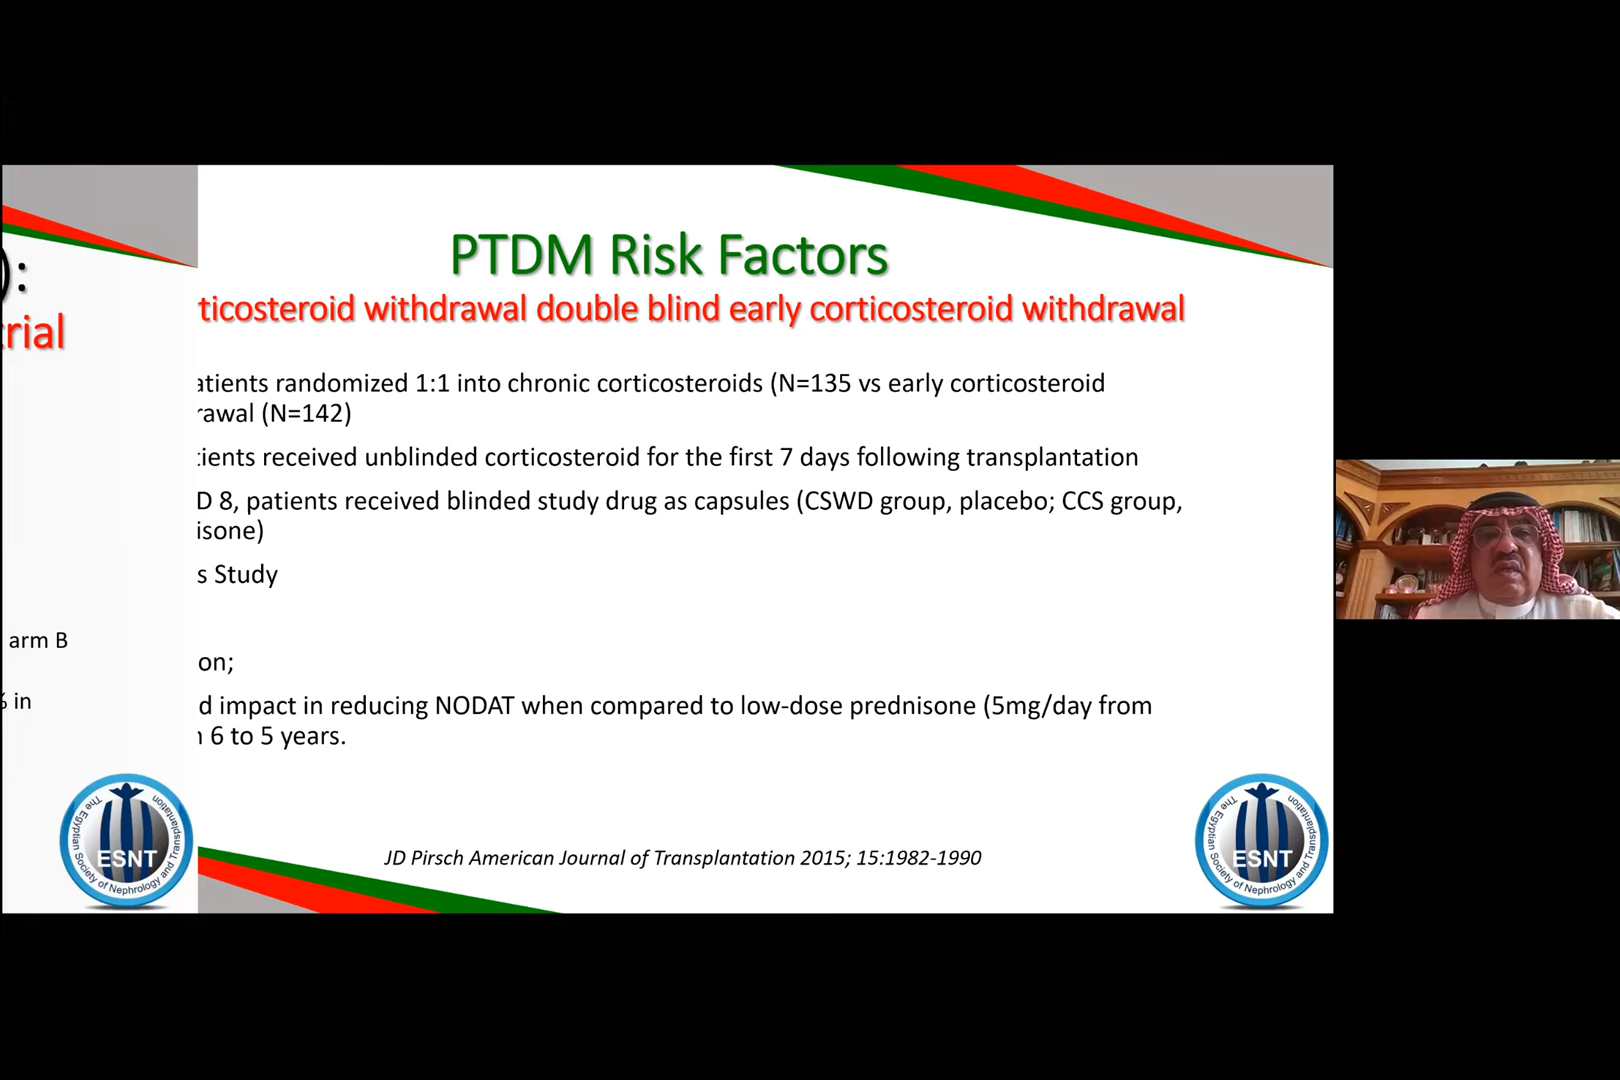 ):
rial
arm B
in
PTDM Risk Factors
ticosteroid withdrawal double blind early corticosteroid withdrawal
atients randomized 1:1 into chronic corticosteroids (N=135 vs early corticosteroid
rawal (N=142)
ients received unblinded corticosteroid for the first 7 days following transplantation
D 8, patients received blinded study drug as capsules (CSWD group, placebo; CCS group,
isone)
s Study
on;
d impact in reducing NODAT when compared to low-dose prednisone (5mg/day from
6 to 5 years.
JD Pirsch American Journal of Transplantation 2015; 15:1982-1990
The Egyptian Society of Nephrology and Transplantation
ESNT
The Egyptian Society of Nephrology and Transplantation
ESNT